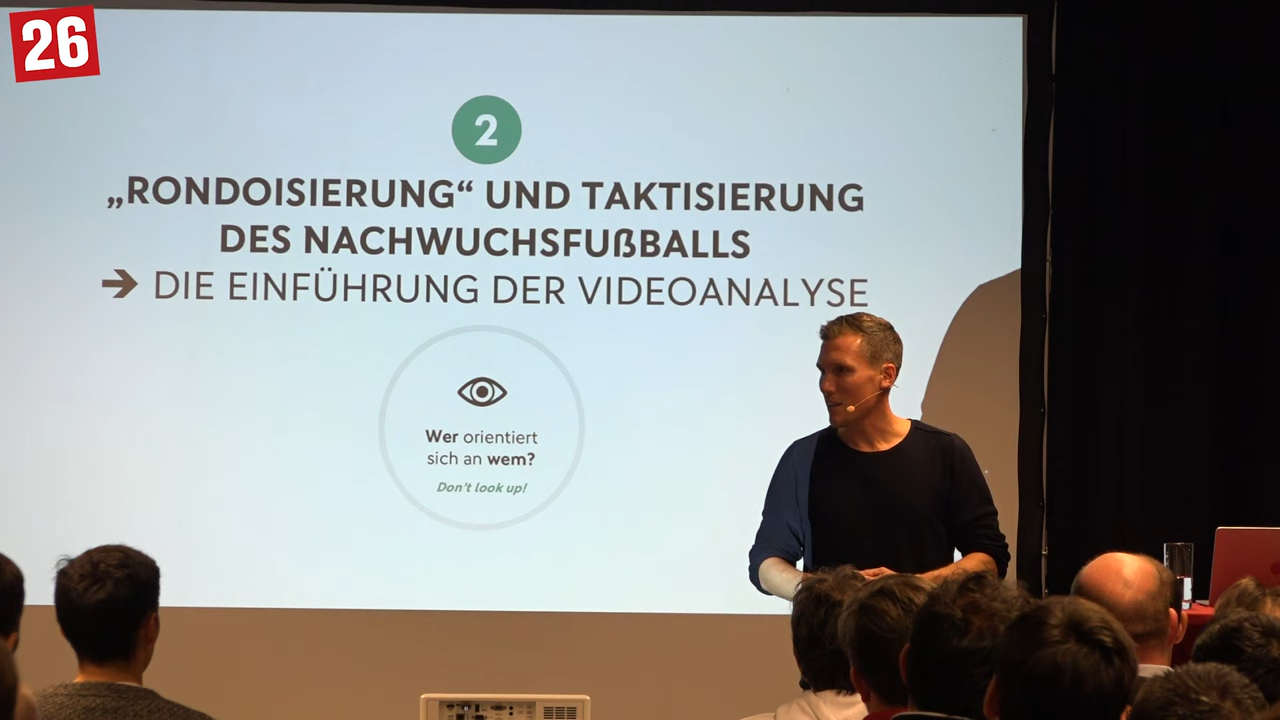 26
2
„RONDOISIERUNG“ UND TAKTISIERUNG
DES NACHWUCHSFUßBALLS
➔ DIE EINFÜHRUNG DER VIDEOANALYSE
Wer orientiert
sich an wem?
Don't look up!